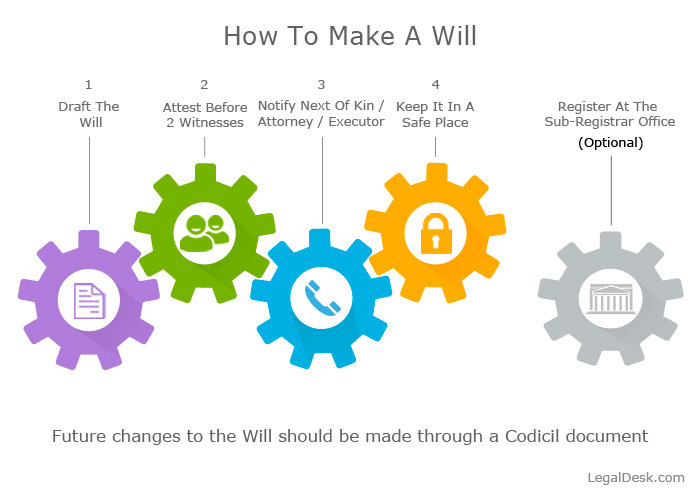 How To Make A Will
1
Draft The
Will
2
Attest Before
2 Witnesses
3
Notify Next Of Kin /
Attorney / Executor
4
Keep It In A
Safe Place
Register At The
Sub-Registrar Office
(Optional)
Future changes to the Will should be made through a Codicil document
LegalDesk.com